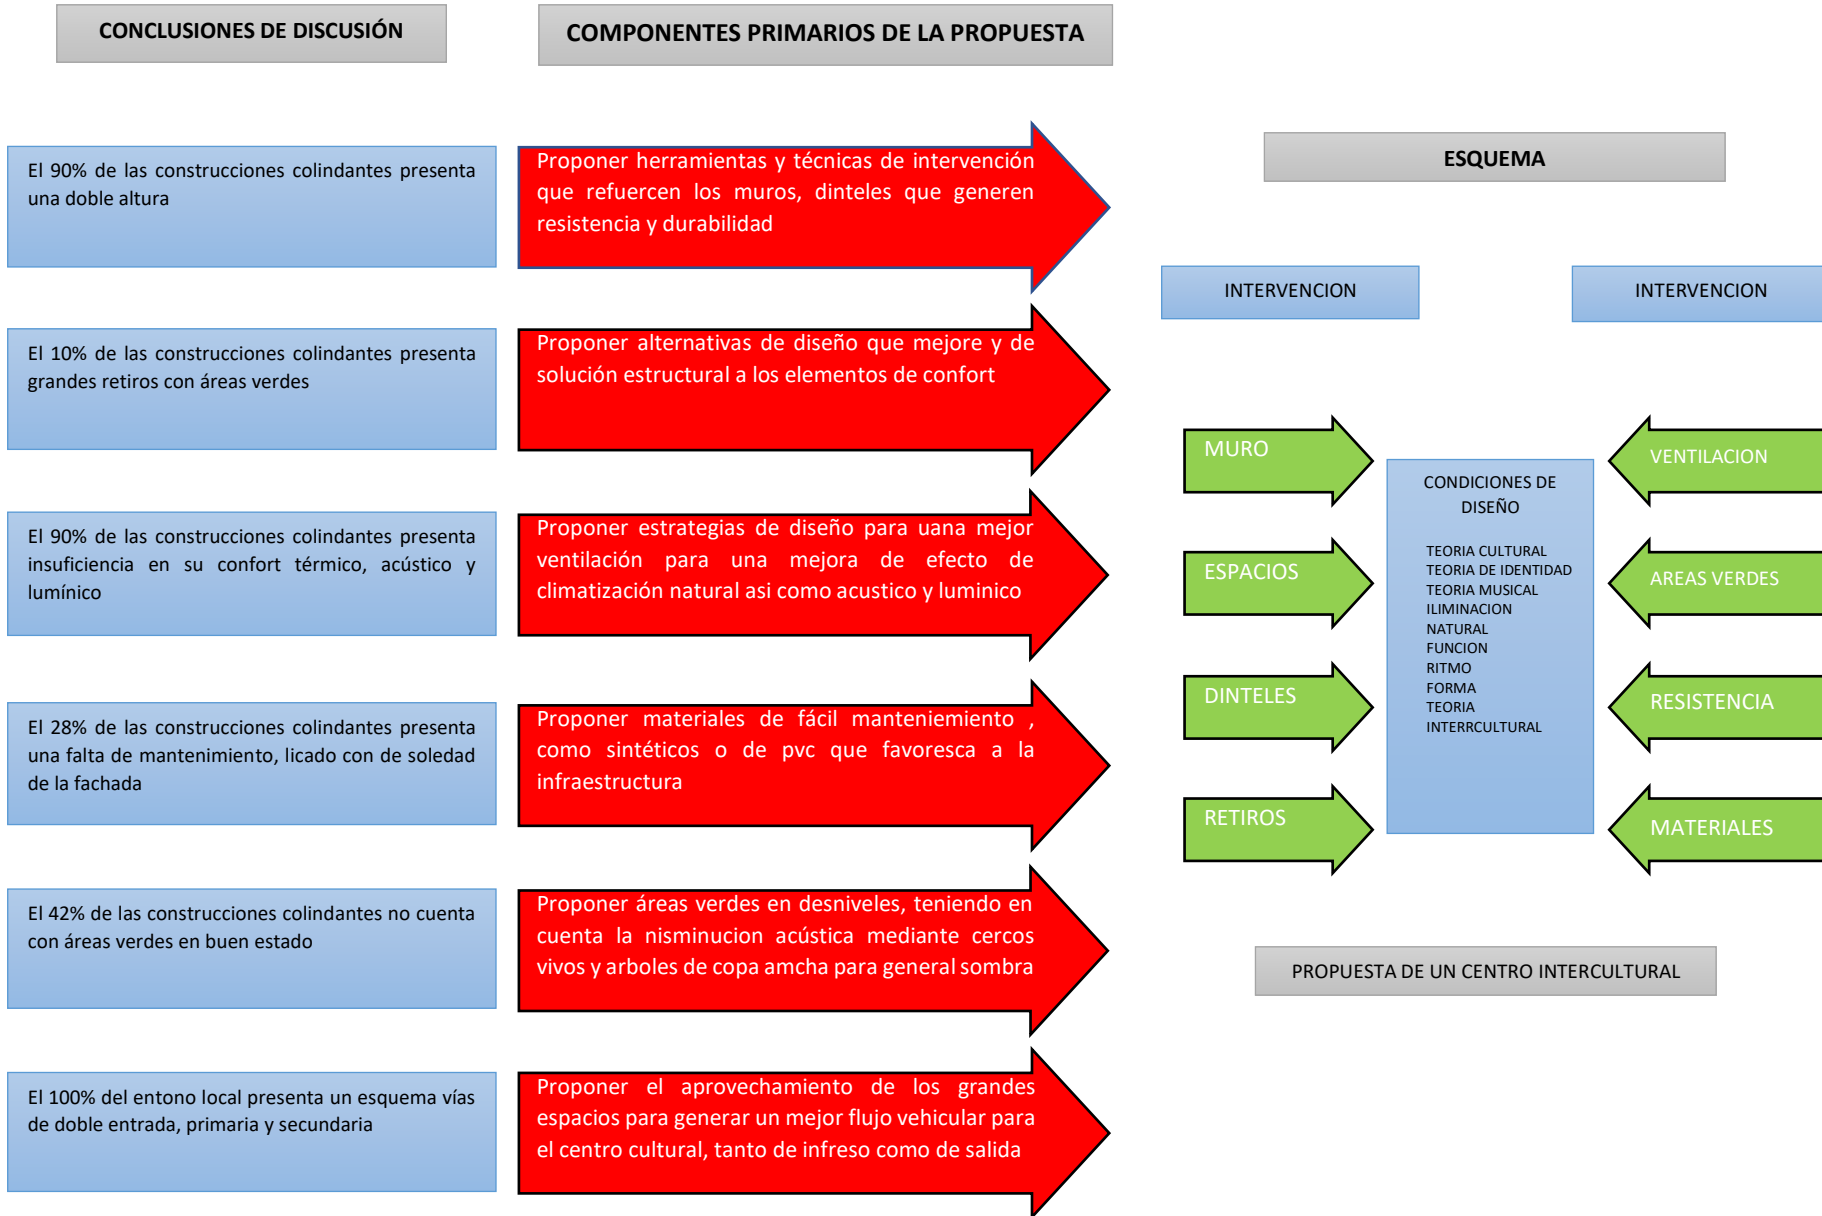 CONCLUSIONES DE DISCUSIÓN
COMPONENTES PRIMARIOS DE LA PROPUESTA
El 90% de las construcciones colindantes presenta
una doble altura
Proponer herramientas y técnicas de intervención
que refuercen los muros, dinteles que generen
resistencia y durabilidad
El 10% de las construcciones colindantes presenta
grandes retiros con áreas verdes
Proponer alternativas de diseño que mejore y de
solución estructural a los elementos de confort
El 90% de las construcciones colindantes presenta
insuficiencia en su confort térmico, acústico y
lumínico
Proponer estrategias de diseño para uana mejor
ventilación para una mejora de efecto de
climatización natural asi como acustico y luminico
El 28% de las construcciones colindantes presenta
una falta de mantenimiento, licado con de soledad
de la fachada
Proponer materiales de fácil manteniemiento ,
como sintéticos o de pvc que favoresca a la
infraestructura
El 42% de las construcciones colindantes no cuenta
con áreas verdes en buen estado
Proponer áreas verdes en desniveles, teniendo en
cuenta la nisminucion acústica mediante cercos
vivos y arboles de copa amcha para general sombra
El 100% del entono local presenta un esquema vías
de doble entrada, primaria y secundaria
Proponer el aprovechamiento de los grandes
espacios para generar un mejor flujo vehicular para
el centro cultural, tanto de infreso como de salida
ESQUEMA
INTERVENCION
INTERVENCION
MURO
ESPACIOS
DINTELES
RETIROS
CONDICIONES DE
DISEÑO
TEORIA CULTURAL
TEORIA DE IDENTIDAD
TEORIA MUSICAL
ILIMINACION
NATURAL
FUNCION
RITMO
FORMA
TEORIA
INTERRCULTURAL
VENTILACION
AREAS VERDES
RESISTENCIA
MATERIALES
PROPUESTA DE UN CENTRO INTERCULTURAL